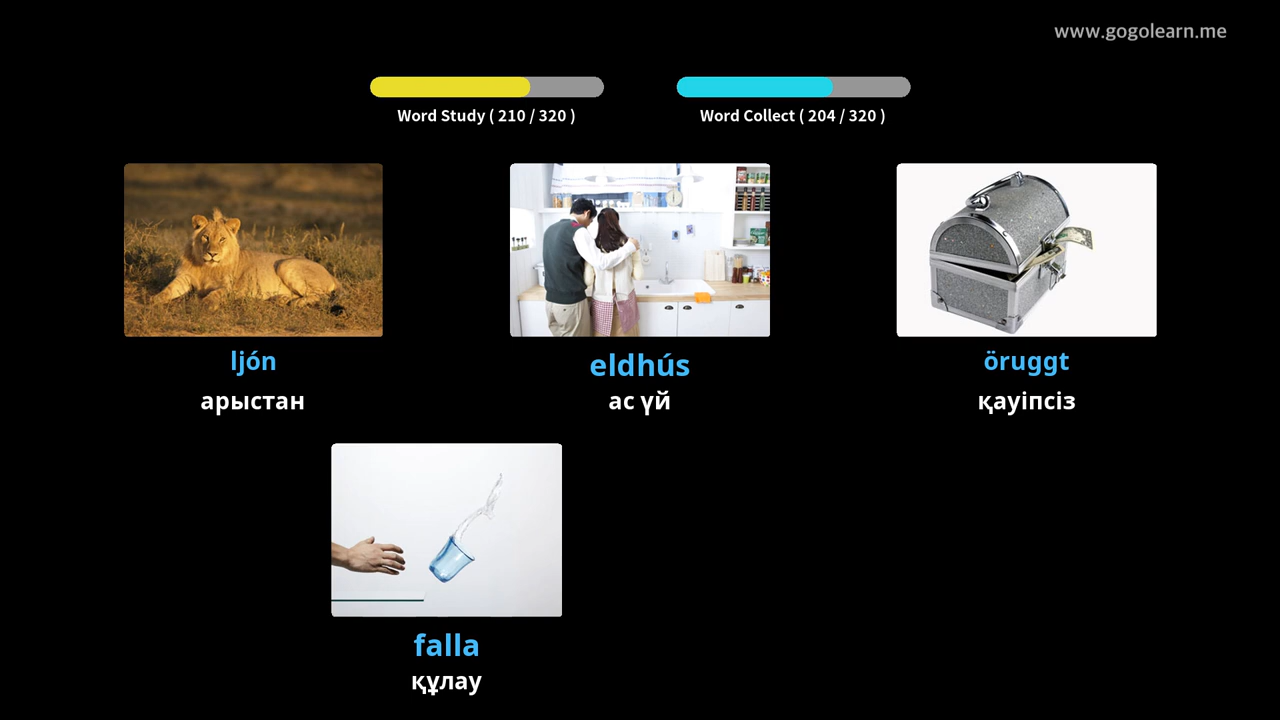 www.gogolearn.me
Word Study ( 210 / 320 )
Word Collect ( 204 / 320 )
ljón
eldhús
öruggt
арыстан
ас үй
қауіпсіз
falla
құлау